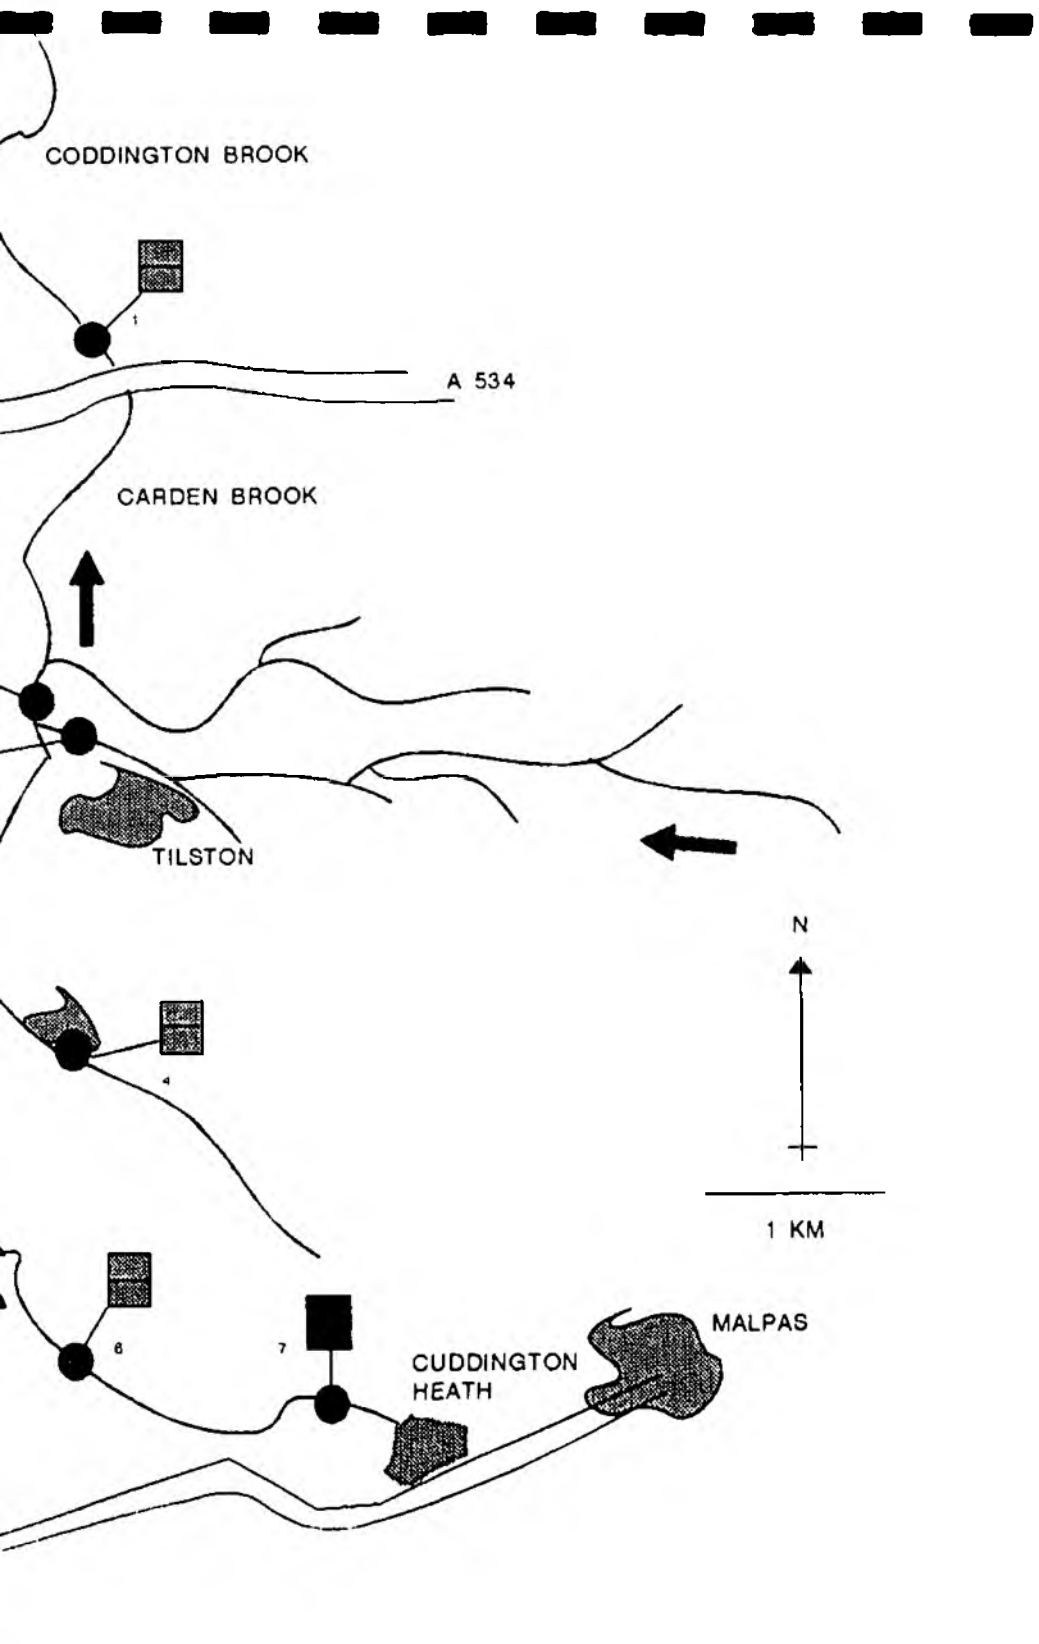 CODDINGTON BROOK
1
A 534
CARDEN BROOK
TILSTON
N
4
1 KM
6
7
MALPAS
CUDDINGTON
HEATH